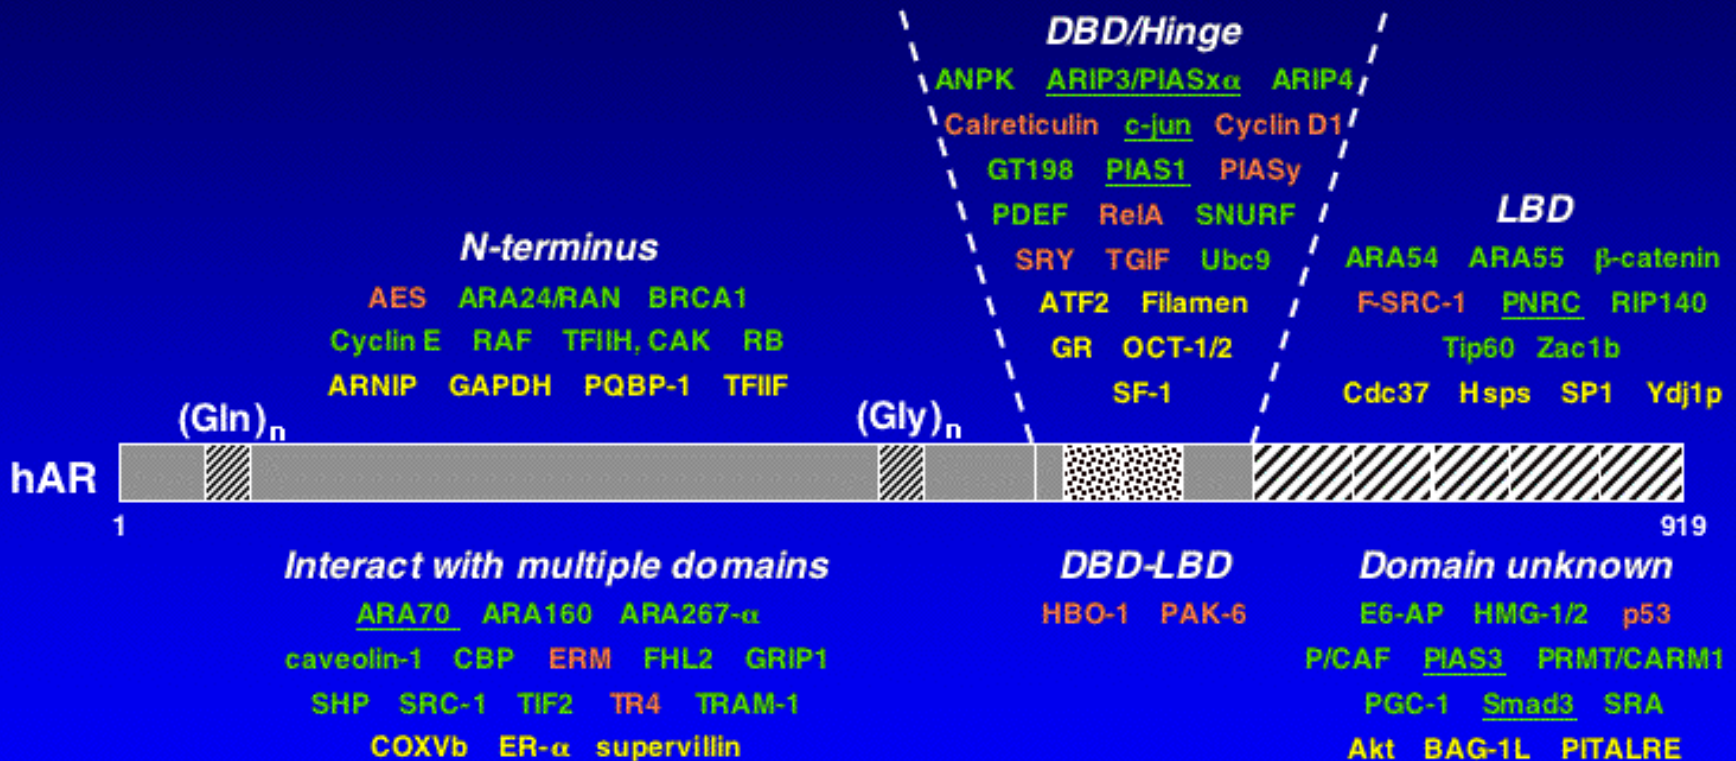 DBD/Hinge
ANPK ARIP3/PIASxα ARIP4
Calreticulin c-jun Cyclin D1
GT198 PIAS1 PIASy
PDEF RelA SNURF
SRY TGIF Ubc9
ATF2 Filamen
GR OCT-1/2
SF-1
N-terminus
AES ARA24/RAN BRCA1
Cyclin E RAF TFIIH, CAK RB
ARNIP GAPDH PQBP-1 TFIIF
LBD
ARA54 ARA55 β-catenin
F-SRC-1 PNRC RIP140
Tip60 Zac1b
Cdc37 Hsps SP1 Ydj1p
(Gln)n (Gly)n
hAR
1 919
Interact with multiple domains
ARA70 ARA160 ARA267-α
caveolin-1 CBP ERM FHL2 GRIP1
SHP SRC-1 TIF2 TR4 TRAM-1
COXVb ER-α supervillin
DBD-LBD
HBO-1 PAK-6
Domain unknown
E6-AP HMG-1/2 p53
P/CAF PIAS3 PRMT/CARM1
PGC-1 Smad3 SRA
Akt BAG-1L PITALRE